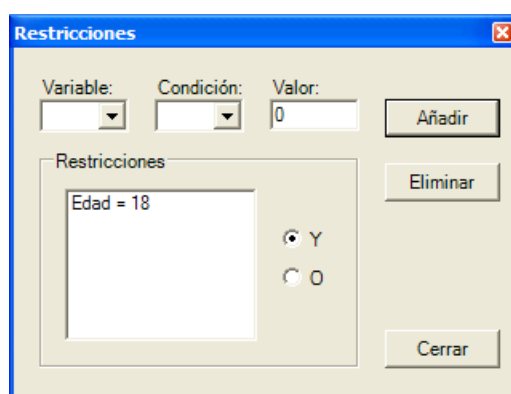 Restricciones
Variable: Condición: Valor:
0
Añadir
Restricciones
Eliminar
Edad = 18
Y
O
Cerrar